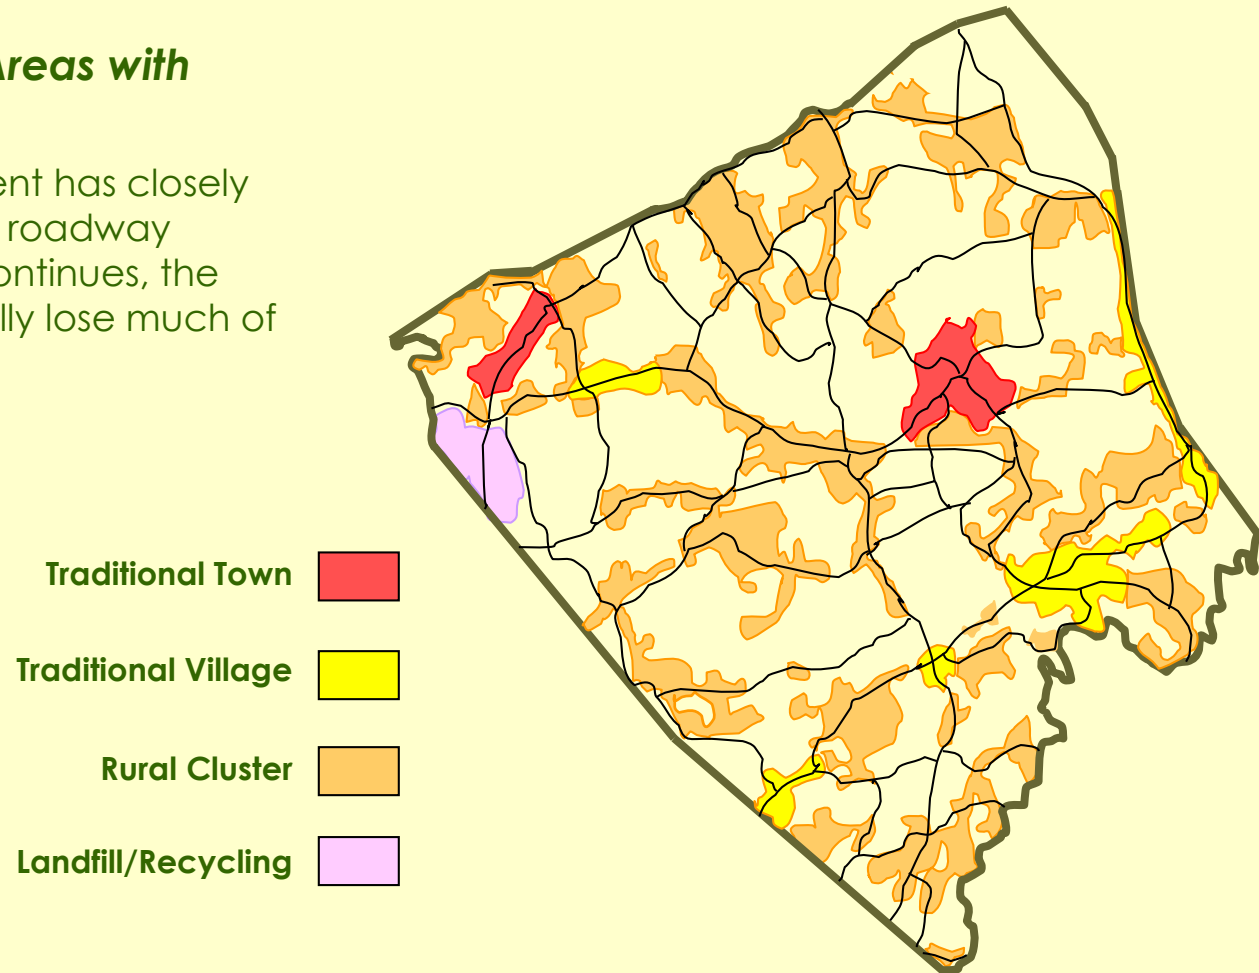 Areas with
ent has closely
roadway
ontinues, the
lly lose much of
Traditional Town
Traditional Village
Rural Cluster
Landfill/Recycling